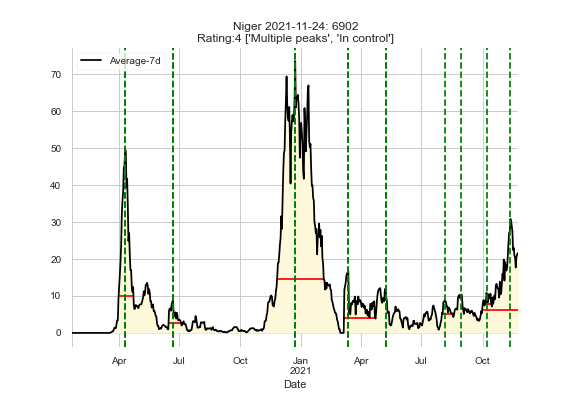 Niger 2021-11-24: 6902
Rating:4 ['Multiple peaks', 'In control']
Average-7d
70
60
50
40
30
20
10
0
Apr Jul Oct Jan Apr Jul Oct
2021
Date